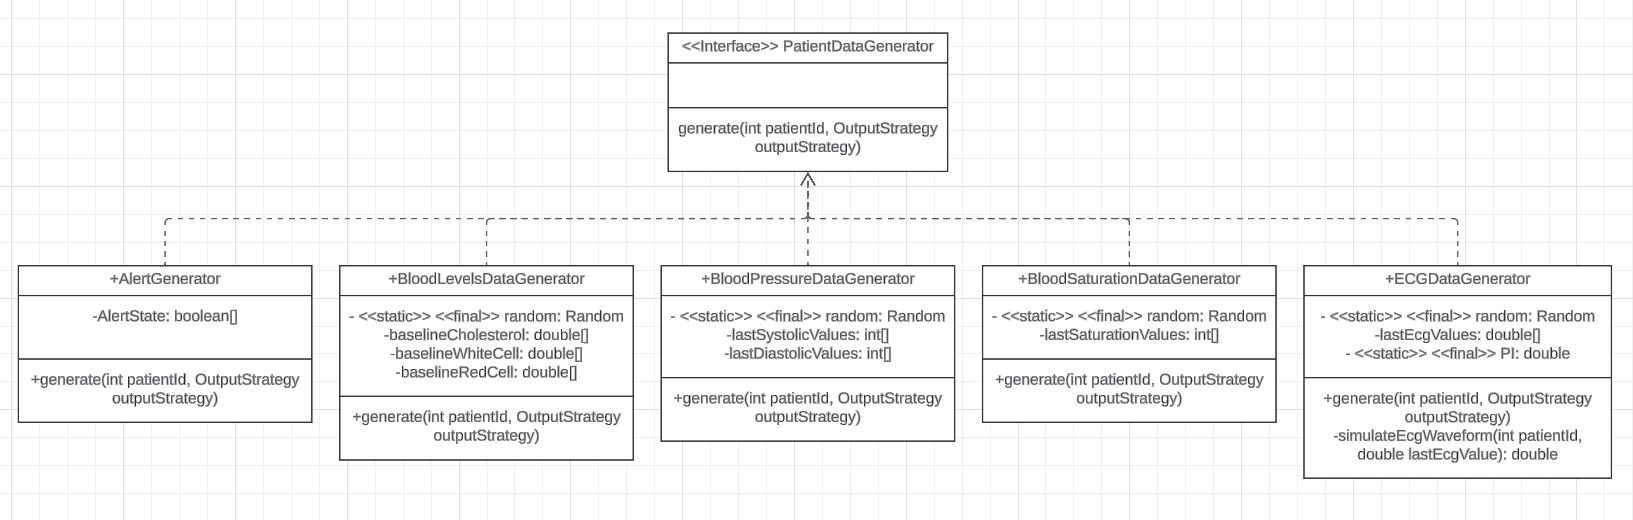 <<Interface>> PatientDataGenerator
generate(int patientId, OutputStrategy
outputStrategy)
+AlertGenerator
-AlertState: boolean[]
+generate(int patientId, OutputStrategy
outputStrategy)
+BloodLevelsDataGenerator
- <<static>> <<final>> random: Random
-baselineCholesterol: double[]
-baselineWhiteCell: double[]
-baselineRedCell: double[]
+generate(int patientId, OutputStrategy
outputStrategy)
+BloodPressureDataGenerator
- <<static>> <<final>> random: Random
-lastSystolicValues: int[]
-lastDiastolicValues: int[]
+generate(int patientId, OutputStrategy
outputStrategy)
+BloodSaturationDataGenerator
- <<static>> <<final>> random: Random
-lastSaturationValues: int[]
+generate(int patientId, OutputStrategy
outputStrategy)
+ECGDataGenerator
- <<static>> <<final>> random: Random
-lastEcgValues: double[]
- <<static>> <<final>> PI: double
+generate(int patientId, OutputStrategy
outputStrategy)
-simulateEcgWaveform(int patientId,
double lastEcgValue): double